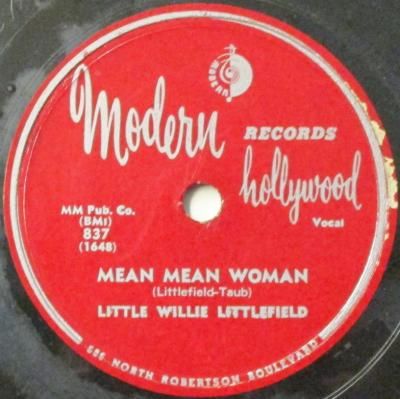 MODERN
Modern
RECORDS
hollywood
MM Pub. Co.
(BMI)
837
(1648)
Vocal
MEAN MEAN WOMAN
(Littlefield-Taub)
LITTLE WILLIE LITTLEFIELD
686 NORTH ROBERTSON BOULEVARD